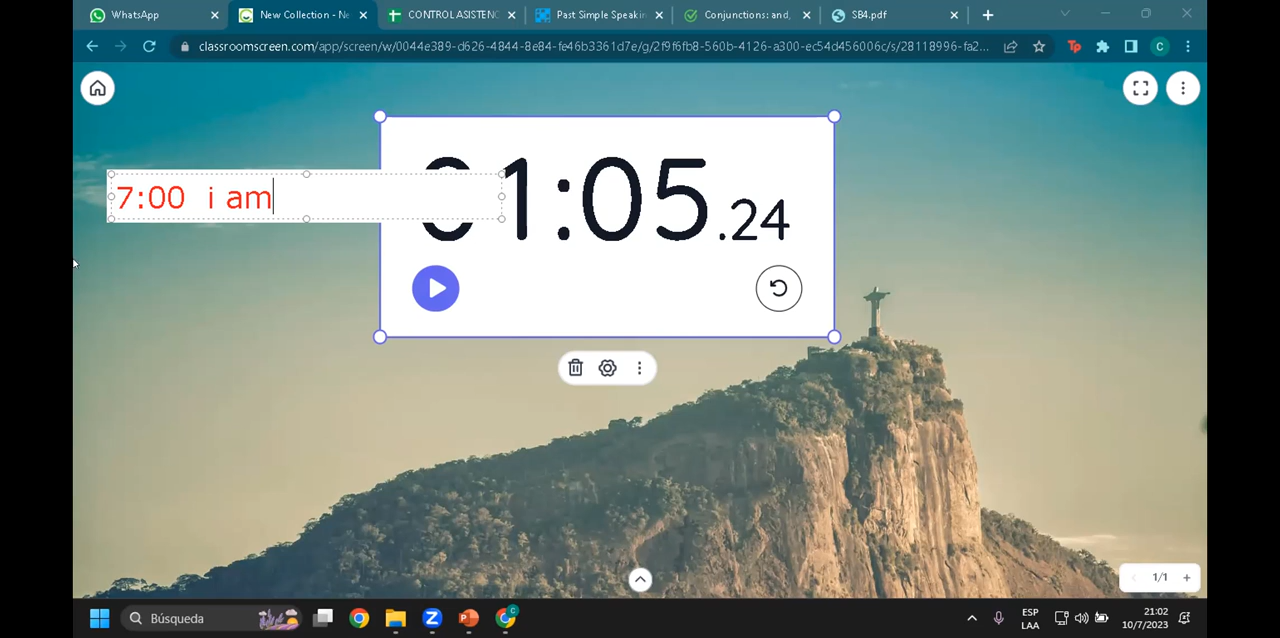 WhatsApp
New Collection - Ne
CONTROL ASISTENC
Past Simple Speakin
Conjunctions: and,
SB4.pdf
classroomscreen.com/app/screen/w/0044e389-d626-4844-8e84-fe46b3361d7e/g/2f9f6fb8-560b-4126-a300-ec54d456006c/s/28118996-fa2...
Tp
C
7:00 i am
01:05.24
1/1
Búsqueda
C
ESP
LAA
21:02
10/7/2023